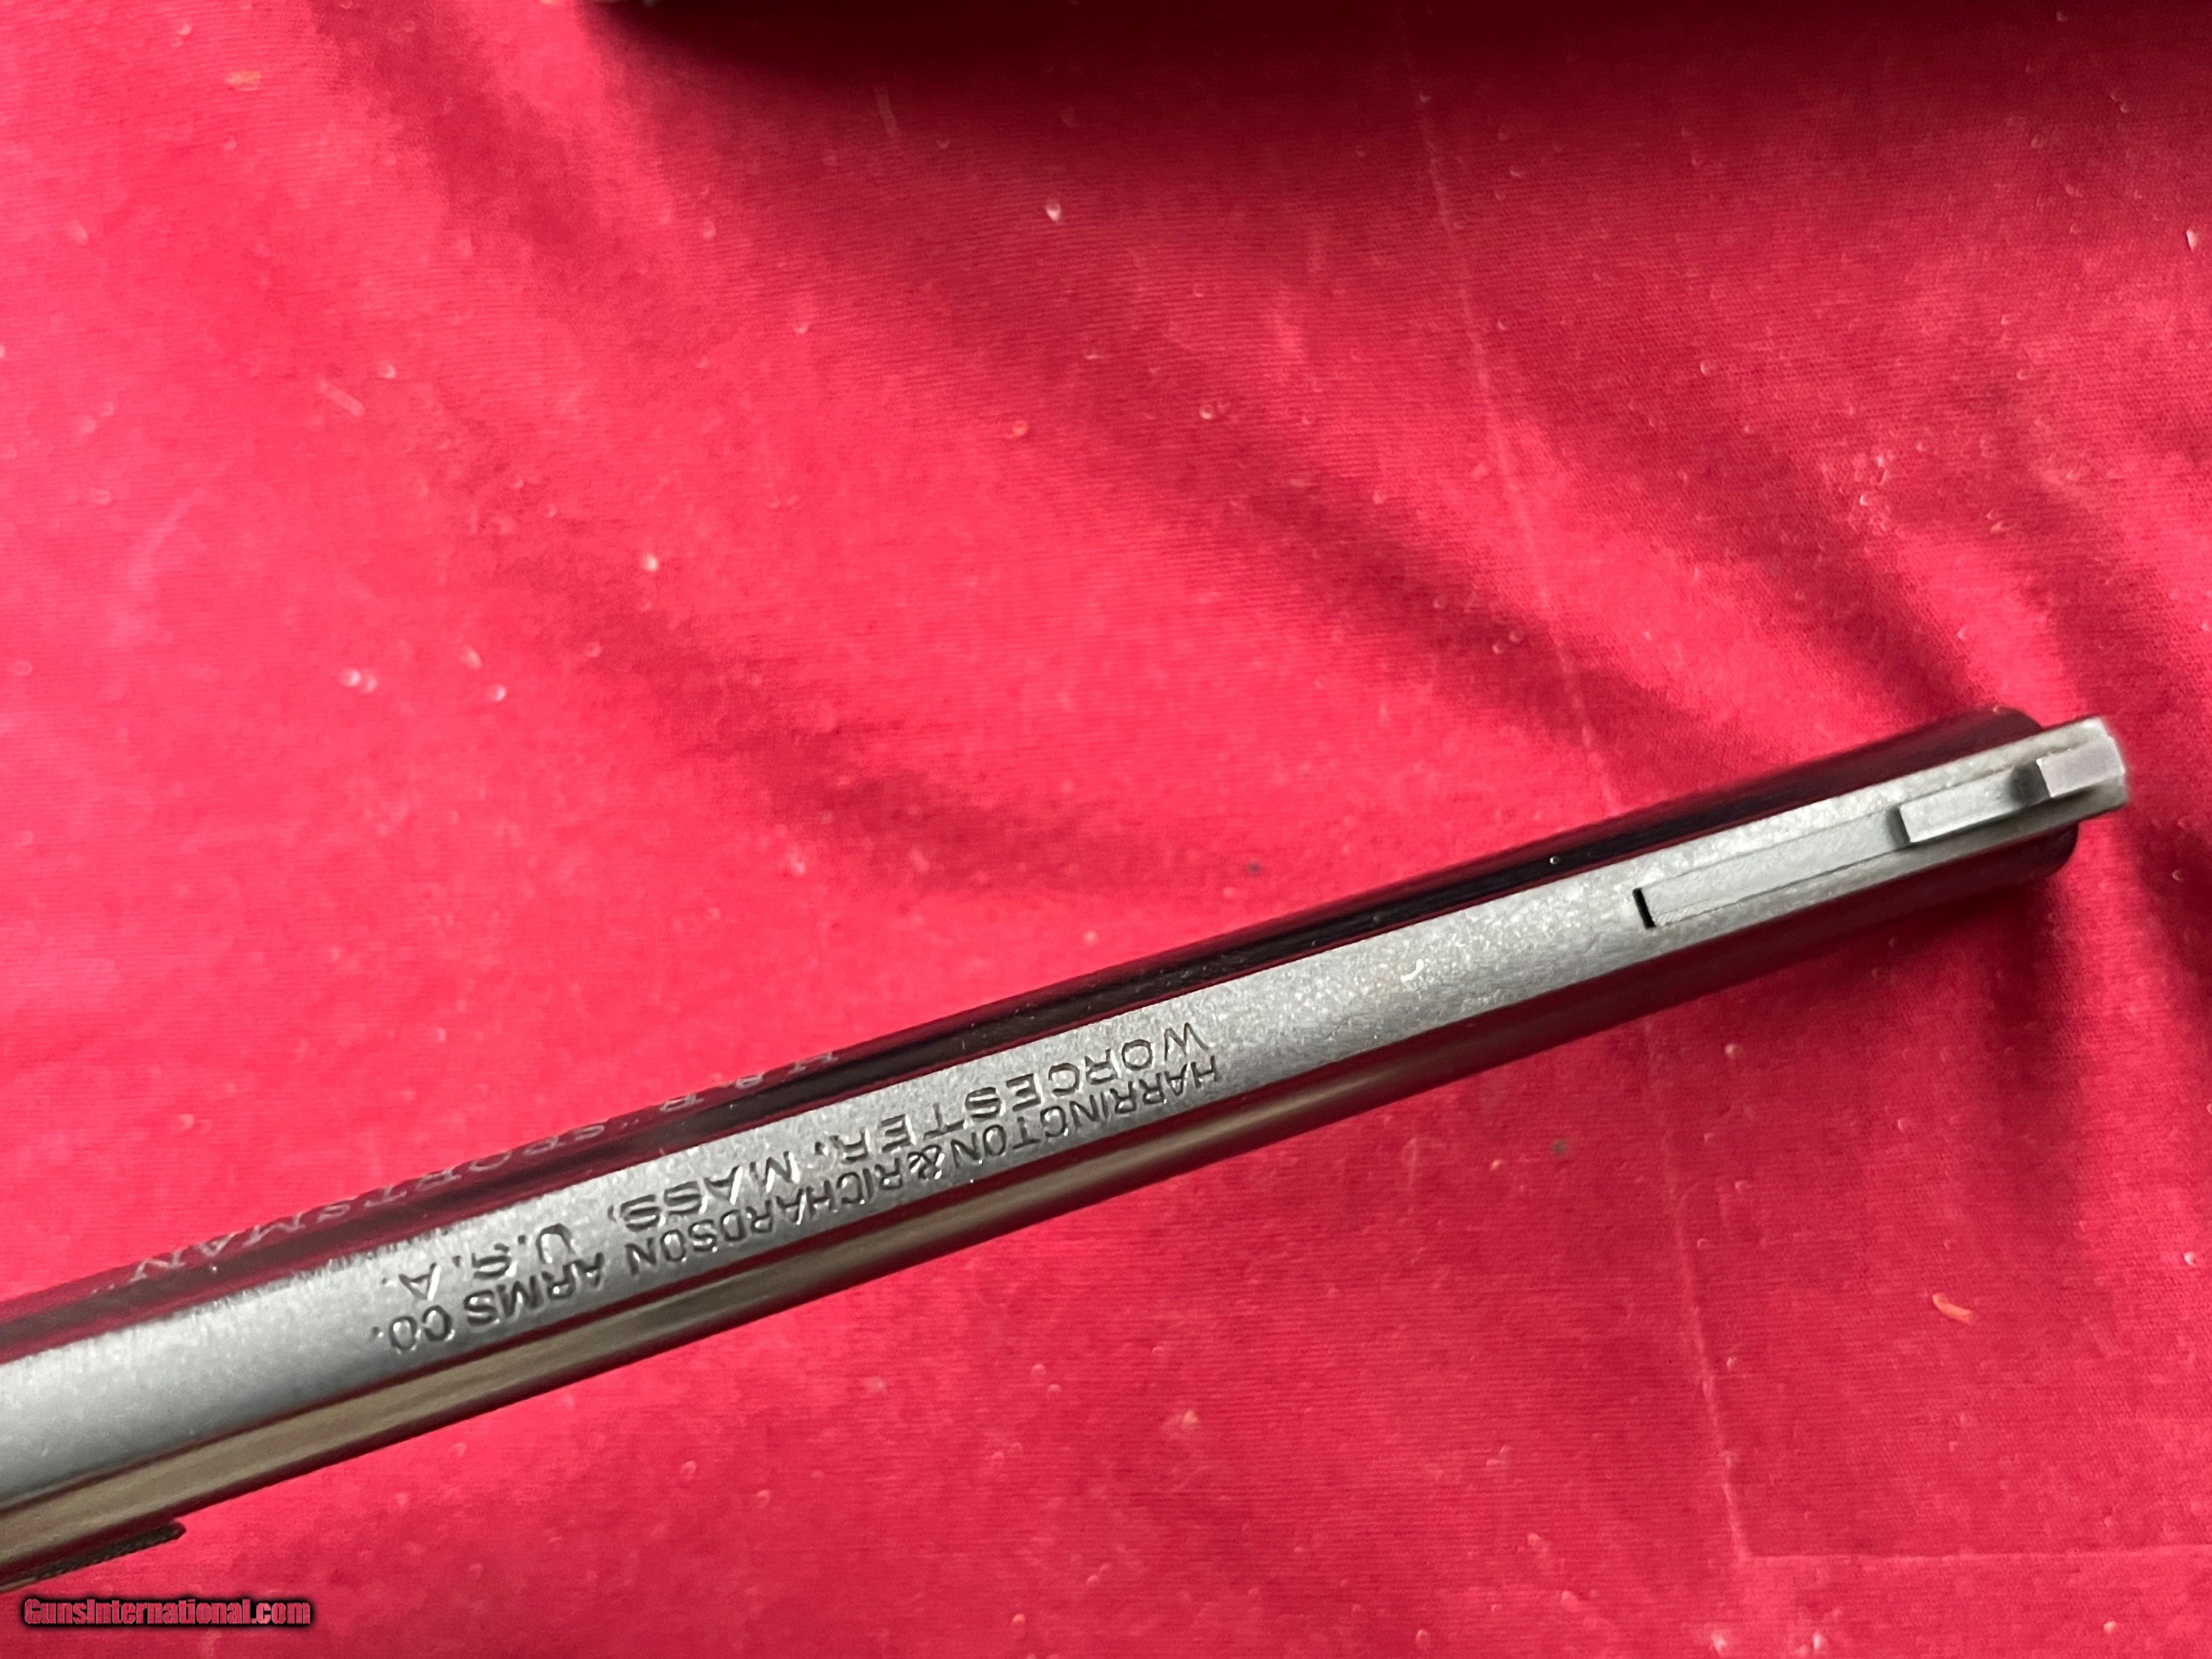 HARRINGTON & RICHARDSON ARMS CO.
WORCESTER, MASS, U.S.A.
H & R "SPORTSMAN"
GunsInternational.com